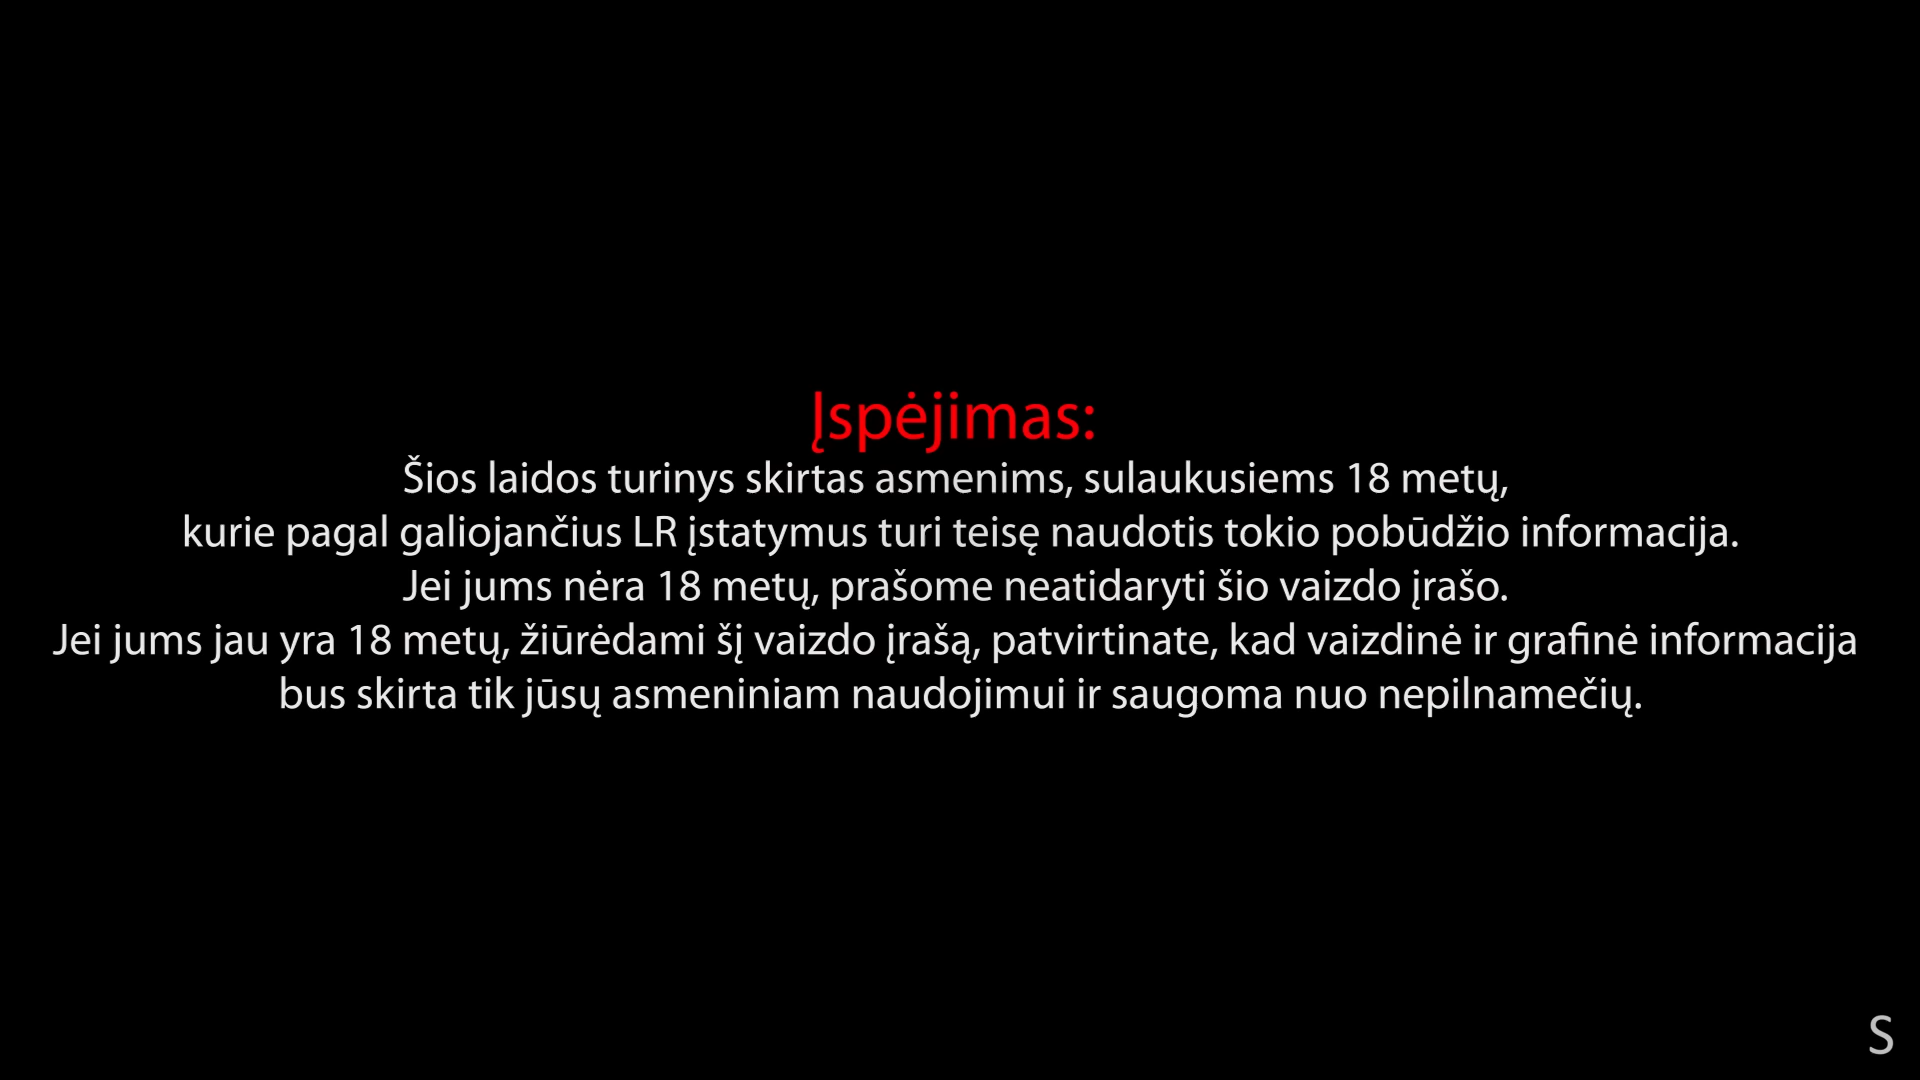 Įspėjimas:
Šios laidos turinys skirtas asmenims, sulaukusiems 18 metų,
kurie pagal galiojančius LR įstatymus turi teisę naudotis tokio pobūdžio informacija.
Jei jums nėra 18 metų, prašome neatidaryti šio vaizdo įrašo.
Jei jums jau yra 18 metų, žiūrėdami šį vaizdo įrašą, patvirtinate, kad vaizdinė ir grafinė informacija
bus skirta tik jūsų asmeniniam naudojimui ir saugoma nuo nepilnamečių.
S